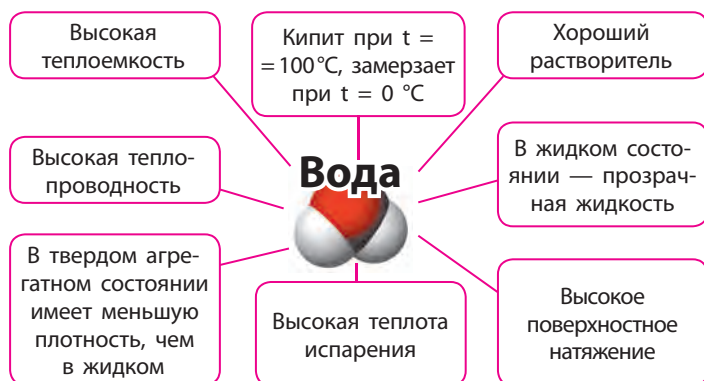 Высокая
теплоемкость
Кипит при t =
= 100 °C, замерзает
при t = 0 °C
Хороший
растворитель
Высокая тепло-
проводность
Вода
В жидком состо-
янии — прозрач-
ная жидкость
В твердом агре-
гатном состоянии
имеет меньшую
плотность, чем
в жидком
Высокая теплота
испарения
Высокое
поверхностное
натяжение